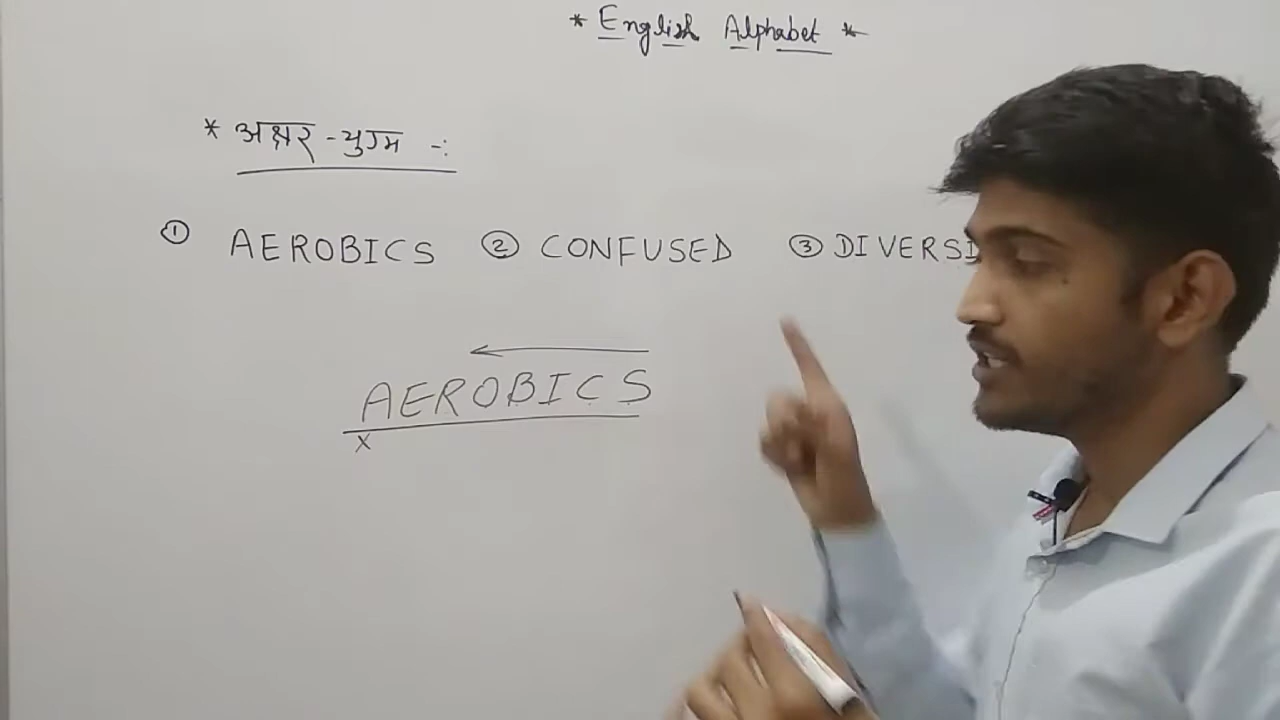 * English Alphabet *
* अक्षर-युग्म -:
① AEROBICS ② CONFUSED ③ DIVERSI
AEROBICS
x